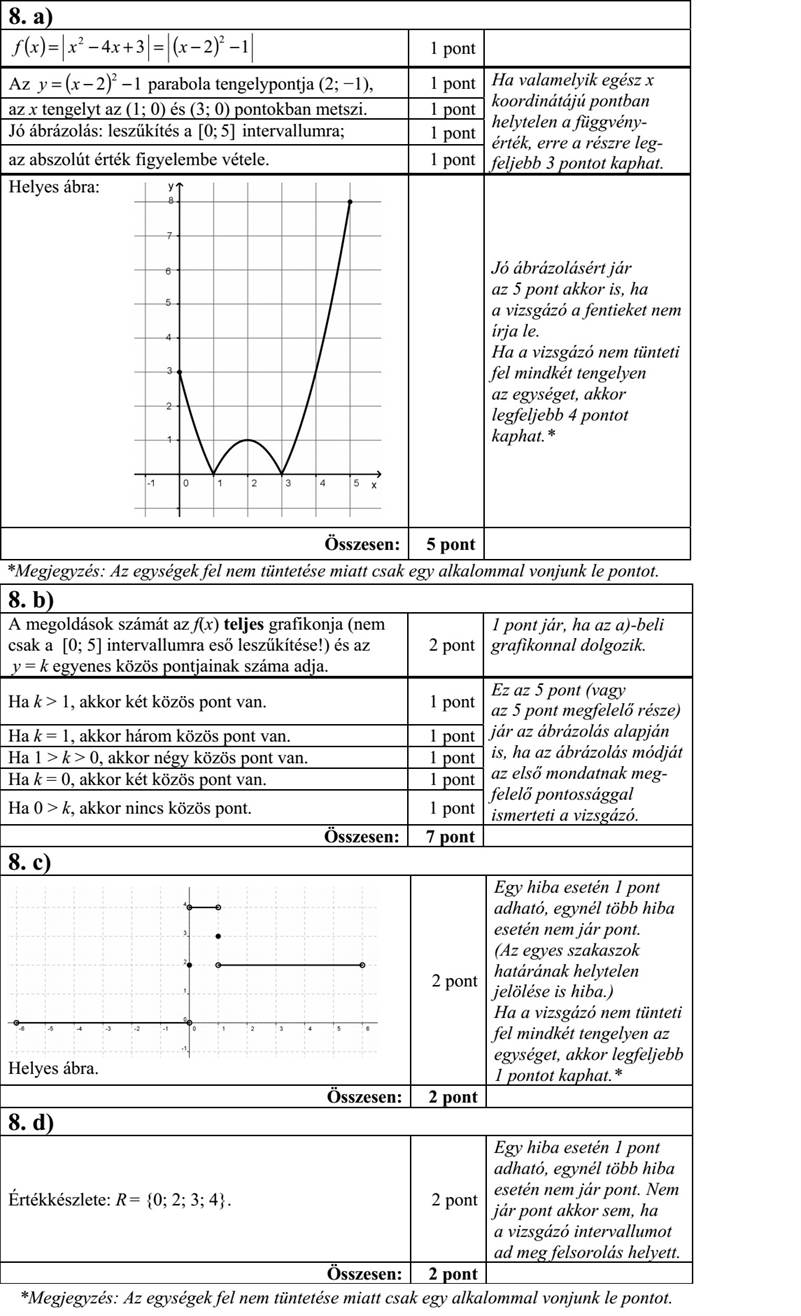 8. a)
f(x)=|x² − 4x + 3| = |(x − 2)² − 1| 1 pont
Az y = (x − 2)² − 1 parabola tengelypontja (2; −1), 1 pont
az x tengelyt az (1; 0) és (3; 0) pontokban metszi. 1 pont
Jó ábrázolás: leszűkítés a [0; 5] intervallumra; 1 pont
az abszolút érték figyelembe vétele. 1 pont
Ha valamelyik egész x
koordinátájú pontban
helytelen a függvény-
érték, erre a részre leg-
feljebb 3 pontot kaphat.
Helyes ábra:
y
8
7
6
5
4
3
2
1
-1 0 1 2 3 4 5 x
Jó ábrázolásért jár
az 5 pont akkor is, ha
a vizsgázó a fentieket nem
írja le.
Ha a vizsgázó nem tünteti
fel mindkét tengelyen
az egységet, akkor
legfeljebb 4 pontot
kaphat.*
Összesen: 5 pont
*Megjegyzés: Az egységek fel nem tüntetése miatt csak egy alkalommal vonjunk le pontot.
8. b)
A megoldások számát az f(x) teljes grafikonja (nem
csak a [0; 5] intervallumra eső leszűkítése!) és az
y = k egyenes közös pontjainak száma adja.
2 pont
1 pont jár, ha az a)-beli
grafikonnal dolgozik.
Ha k > 1, akkor két közös pont van. 1 pont
Ha k = 1, akkor három közös pont van. 1 pont
Ha 1 > k > 0, akkor négy közös pont van. 1 pont
Ha k = 0, akkor két közös pont van. 1 pont
Ha 0 > k, akkor nincs közös pont. 1 pont
Ez az 5 pont (vagy
az 5 pont megfelelő része)
jár az ábrázolás alapján
is, ha az ábrázolás módját
az első mondatnak meg-
felelő pontossággal
ismerteti a vizsgázó.
Összesen: 7 pont
8. c)
4
3
2
1
-6 -5 -4 -3 -2 -1 0 1 2 3 4 5 6
-1
Helyes ábra.
2 pont
Egy hiba esetén 1 pont
adható, egynél több hiba
esetén nem jár pont.
(Az egyes szakaszok
határának helytelen
jelölése is hiba.)
Ha a vizsgázó nem tünteti
fel mindkét tengelyen az
egységet, akkor legfeljebb
1 pontot kaphat.*
Összesen: 2 pont
8. d)
Értékkészlete: R = {0; 2; 3; 4}. 2 pont
Egy hiba esetén 1 pont
adható, egynél több hiba
esetén nem jár pont. Nem
jár pont akkor sem, ha
a vizsgázó intervallumot
ad meg felsorolás helyett.
Összesen: 2 pont
*Megjegyzés: Az egységek fel nem tüntetése miatt csak egy alkalommal vonjunk le pontot.